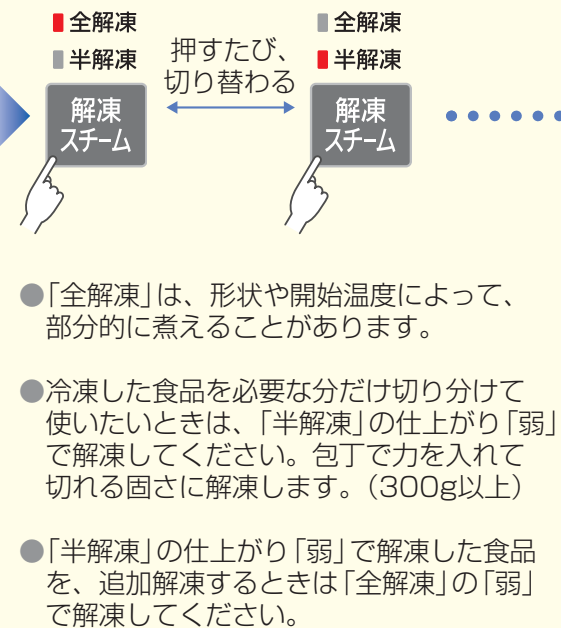 全解凍
半解凍
解凍
スチーム
押すたび、
切り替わる
全解凍
半解凍
解凍
スチーム
●「全解凍」は、形状や開始温度によって、
部分的に煮えることがあります。
●冷凍した食品を必要な分だけ切り分けて
使いたいときは、「半解凍」の仕上がり「弱」
で解凍してください。包丁で力を入れて
切れる固さに解凍します。（300g以上）
●「半解凍」の仕上がり「弱」で解凍した食品
を、追加解凍するときは「全解凍」の「弱」
で解凍してください。